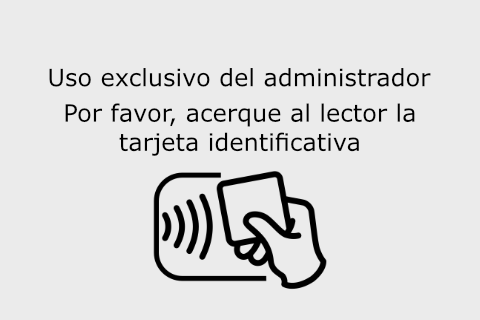 Uso exclusivo del administrador
Por favor, acerque al lector la
tarjeta identificativa